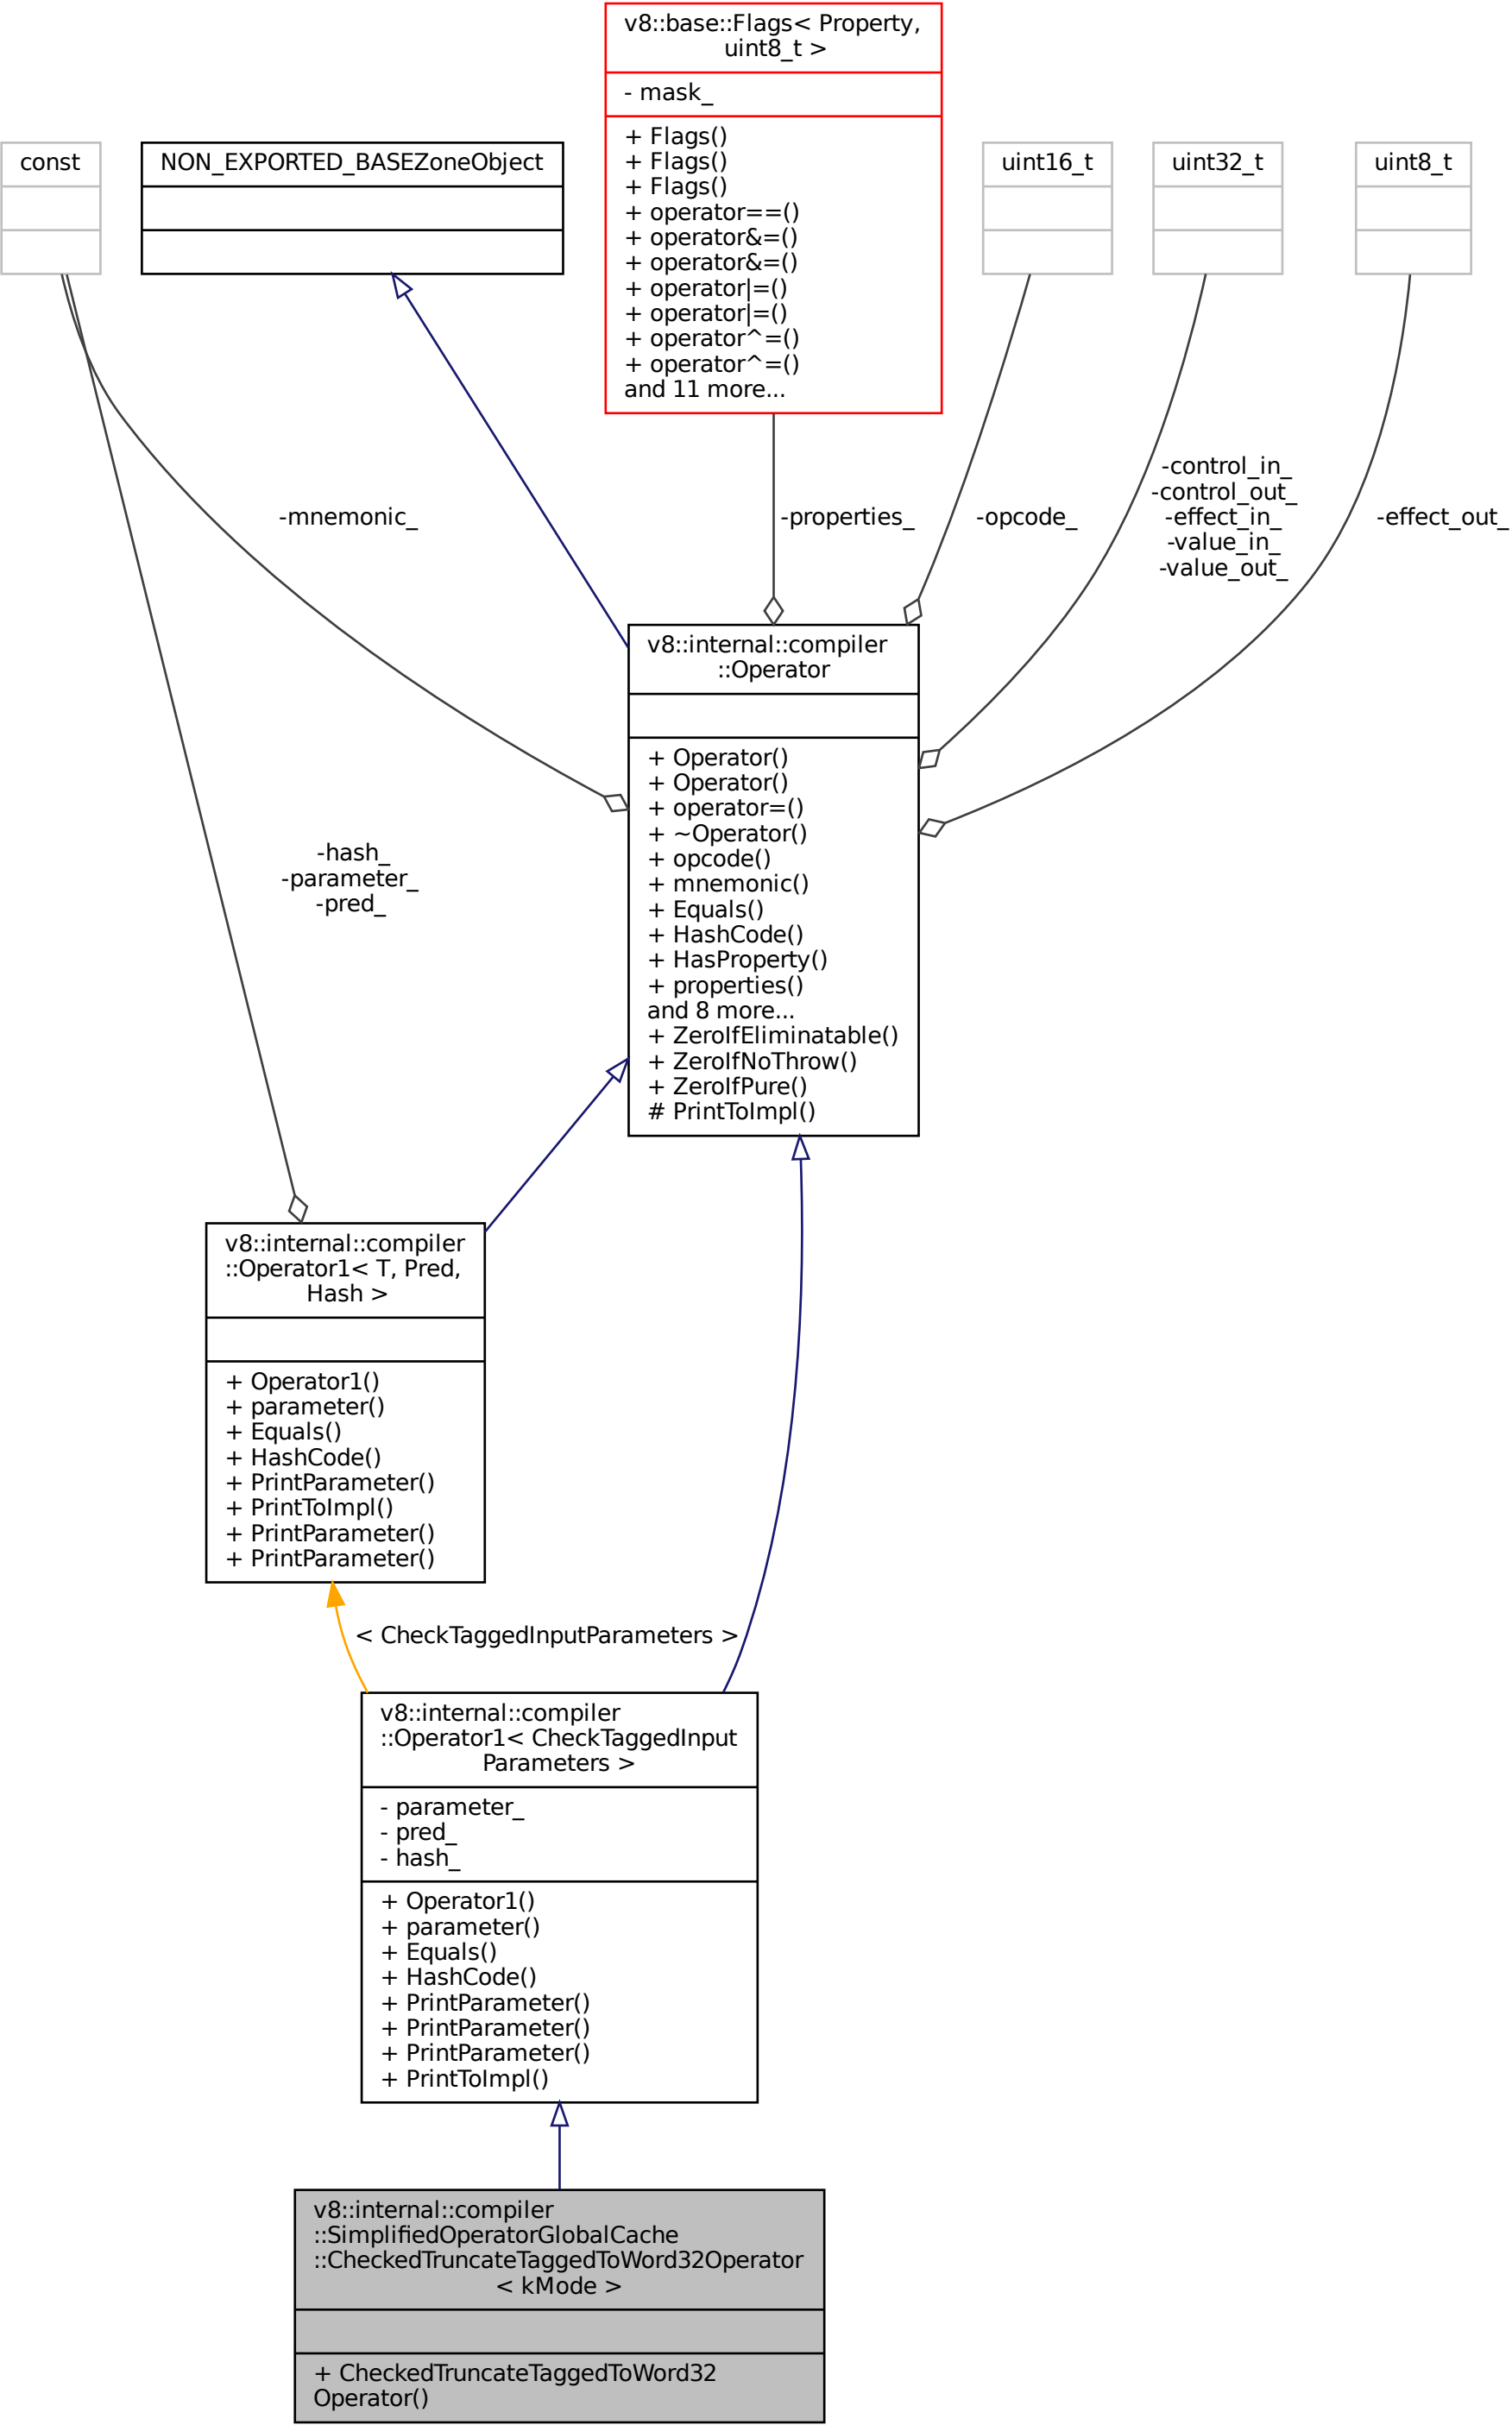 v8::base::Flags< Property,
uint8_t >
- mask_
+ Flags()
+ Flags()
+ Flags()
+ operator==()
+ operator&=()
+ operator&=()
+ operator|=()
+ operator|=()
+ operator^=()
+ operator^=()
and 11 more...
const
NON_EXPORTED_BASEZoneObject
uint16_t
uint32_t
uint8_t
-mnemonic_
-properties_
-opcode_
-control_in_
-control_out_
-effect_in_
-value_in_
-value_out_
-effect_out_
v8::internal::compiler
::Operator
+ Operator()
+ Operator()
+ operator=()
+ ~Operator()
+ opcode()
+ mnemonic()
+ Equals()
+ HashCode()
+ HasProperty()
+ properties()
and 8 more...
+ ZeroIfEliminatable()
+ ZeroIfNoThrow()
+ ZeroIfPure()
# PrintToImpl()
-hash_
-parameter_
-pred_
v8::internal::compiler
::Operator1< T, Pred,
Hash >
+ Operator1()
+ parameter()
+ Equals()
+ HashCode()
+ PrintParameter()
+ PrintToImpl()
+ PrintParameter()
+ PrintParameter()
< CheckTaggedInputParameters >
v8::internal::compiler
::Operator1< CheckTaggedInput
Parameters >
- parameter_
- pred_
- hash_
+ Operator1()
+ parameter()
+ Equals()
+ HashCode()
+ PrintParameter()
+ PrintParameter()
+ PrintParameter()
+ PrintToImpl()
v8::internal::compiler
::SimplifiedOperatorGlobalCache
::CheckedTruncateTaggedToWord32Operator
< kMode >
+ CheckedTruncateTaggedToWord32
Operator()